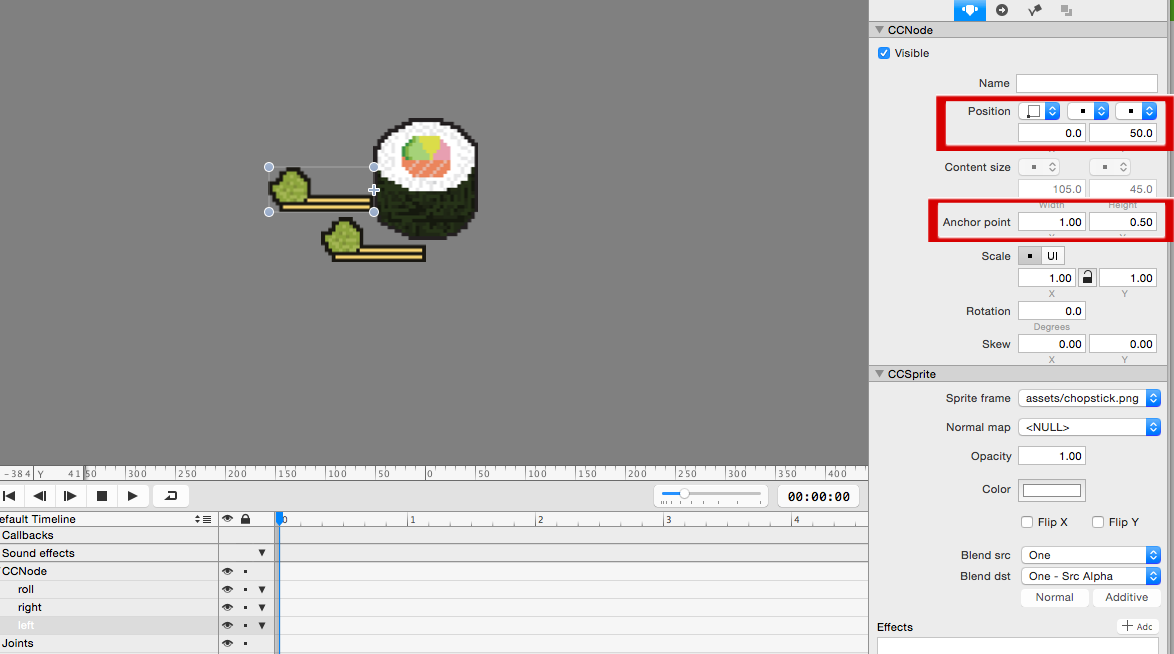 CCNode
Visible
Name
Position
0.0 50.0
Content size
105.0 45.0
Width Height
Anchor point 1.00 0.50
Scale UI
1.00 1.00
X Y
Rotation 0.0
Degrees
Skew 0.00 0.00
X Y
CCSprite
Sprite frame assets/chopstick.png
Normal map <NULL>
Opacity 1.00
Color
Flip X Flip Y
Blend src One
Blend dst One - Src Alpha
Normal Additive
Effects Add
-384 Y 41 50 300 250 200 150 100 50 0 50 100 150 200 250 300 350 400
00:00:00
efault Timeline 0 1 2 3 4
Callbacks
Sound effects
CCNode
roll
right
left
Joints